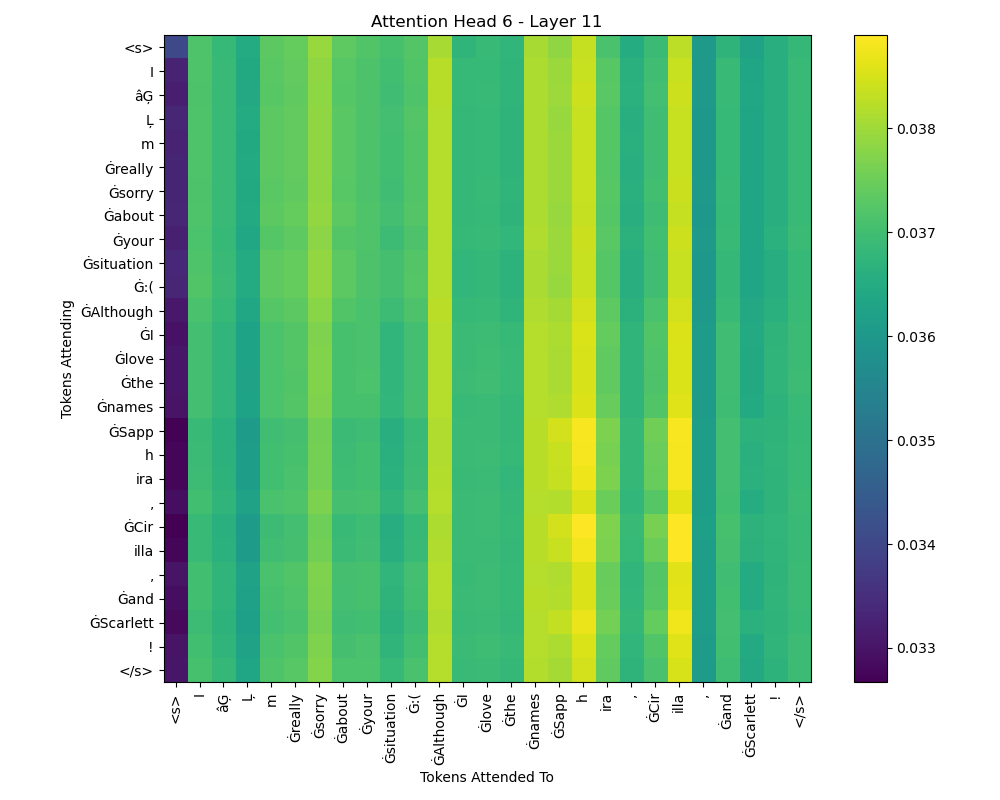 Attention Head 6 - Layer 11
Tokens Attending
<s>
I
âĢ
Ļ
m
Ġreally
Ġsorry
Ġabout
Ġyour
Ġsituation
Ġ:(
ĠAlthough
ĠI
Ġlove
Ġthe
Ġnames
ĠSapp
h
ira
,
ĠCir
illa
,
Ġand
ĠScarlett
!
</s>
<s>
I
âĢ
Ļ
m
Ġreally
Ġsorry
Ġabout
Ġyour
Ġsituation
Ġ:(
ĠAlthough
ĠI
Ġlove
Ġthe
Ġnames
ĠSapp
h
ira
,
ĠCir
illa
,
Ġand
ĠScarlett
!
</s>
Tokens Attended To
0.038
0.037
0.036
0.035
0.034
0.033